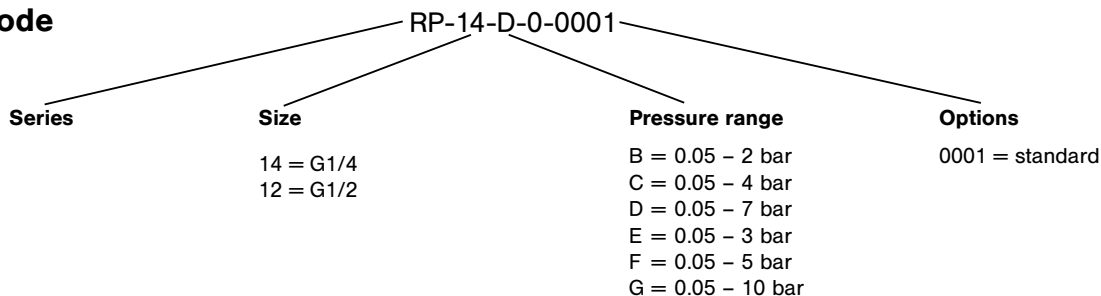 ode
RP-14-D-0-0001
Series
Size
14 = G1/4
12 = G1/2
Pressure range
B = 0.05 – 2 bar
C = 0.05 – 4 bar
D = 0.05 – 7 bar
E = 0.05 – 3 bar
F = 0.05 – 5 bar
G = 0.05 – 10 bar
Options
0001 = standard